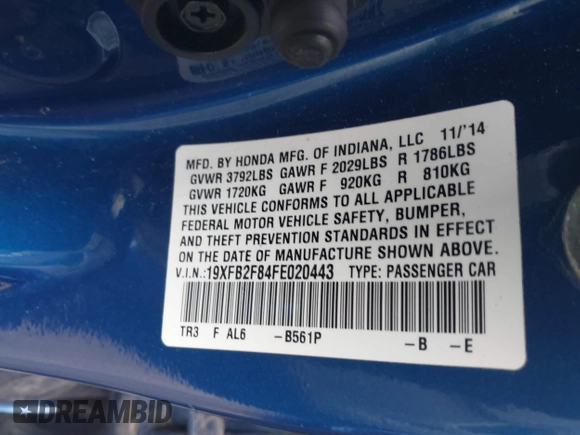 MFD. BY HONDA MFG. OF INDIANA, LLC 11/'14
GVWR 3792LBS GAWR F 2029LBS R 1786LBS
GVWR 1720KG GAWR F 920KG R 810KG
THIS VEHICLE CONFORMS TO ALL APPLICABLE
FEDERAL MOTOR VEHICLE SAFETY, BUMPER,
AND THEFT PREVENTION STANDARDS IN EFFECT
ON THE DATE OF MANUFACTURE SHOWN ABOVE.
V.I.N.:19XFB2F84FE020443 TYPE: PASSENGER CAR
TR3 F AL6 -B561P -B -E
DREAMBID